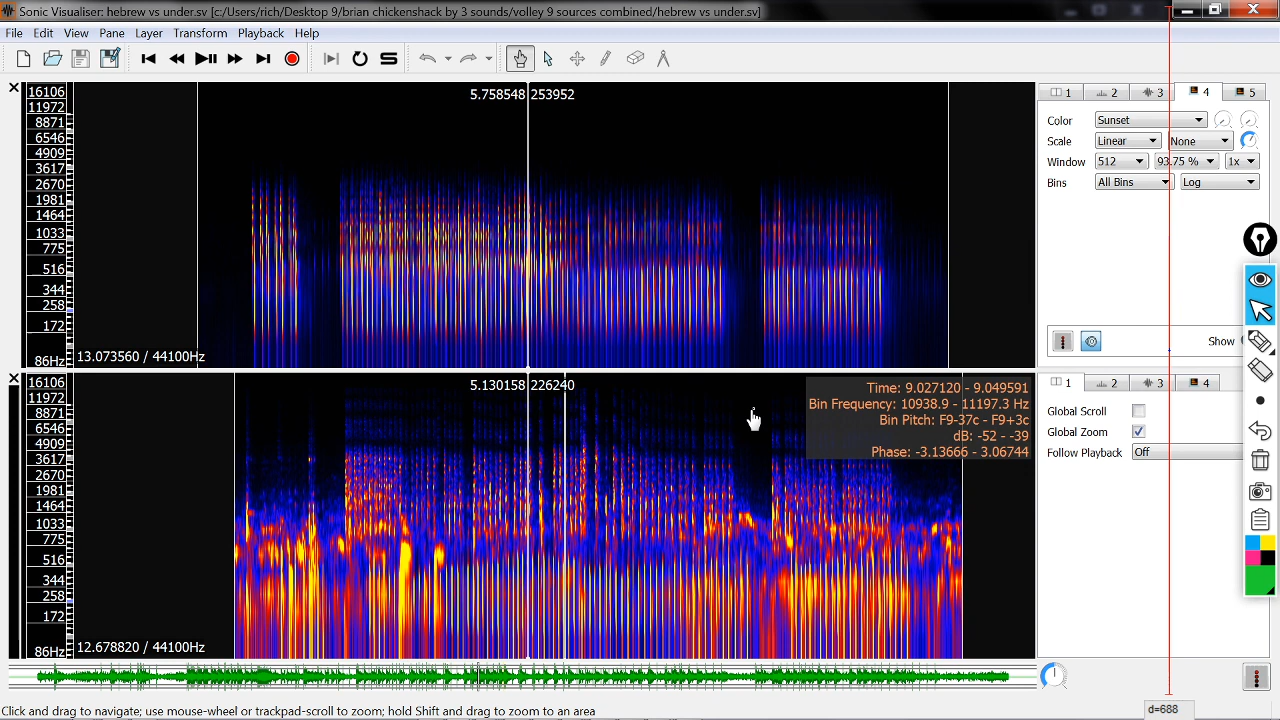 Sonic Visualiser: hebrew vs under.sv [c:/Users/rich/Desktop 9/brian chickenshack by 3 sounds/volley 9 sources combined/hebrew vs under.sv]
File Edit View Pane Layer Transform Playback Help
16106
11972
8871
6546
4909
3617
2670
1981
1464
1033
775
516
344
258
172
86Hz
5.758548 253952
13.073560 / 44100Hz
1 2 3 4 5
Color Sunset
Scale Linear None
Window 512 93.75 % 1x
Bins All Bins Log
Show
16106
11972
8871
6546
4909
3617
2670
1981
1464
1033
775
516
344
258
172
86Hz
5.130158 226240
Time: 9.027120 - 9.049591
Bin Frequency: 10938.9 - 11197.3 Hz
Bin Pitch: F9-37c - F9+3c
dB: -52 - -39
Phase: -3.13666 - 3.06744
12.678820 / 44100Hz
1 2 3 4
Global Scroll
Global Zoom
Follow Playback Off
Click and drag to navigate; use mouse-wheel or trackpad-scroll to zoom; hold Shift and drag to zoom to an area
d=688